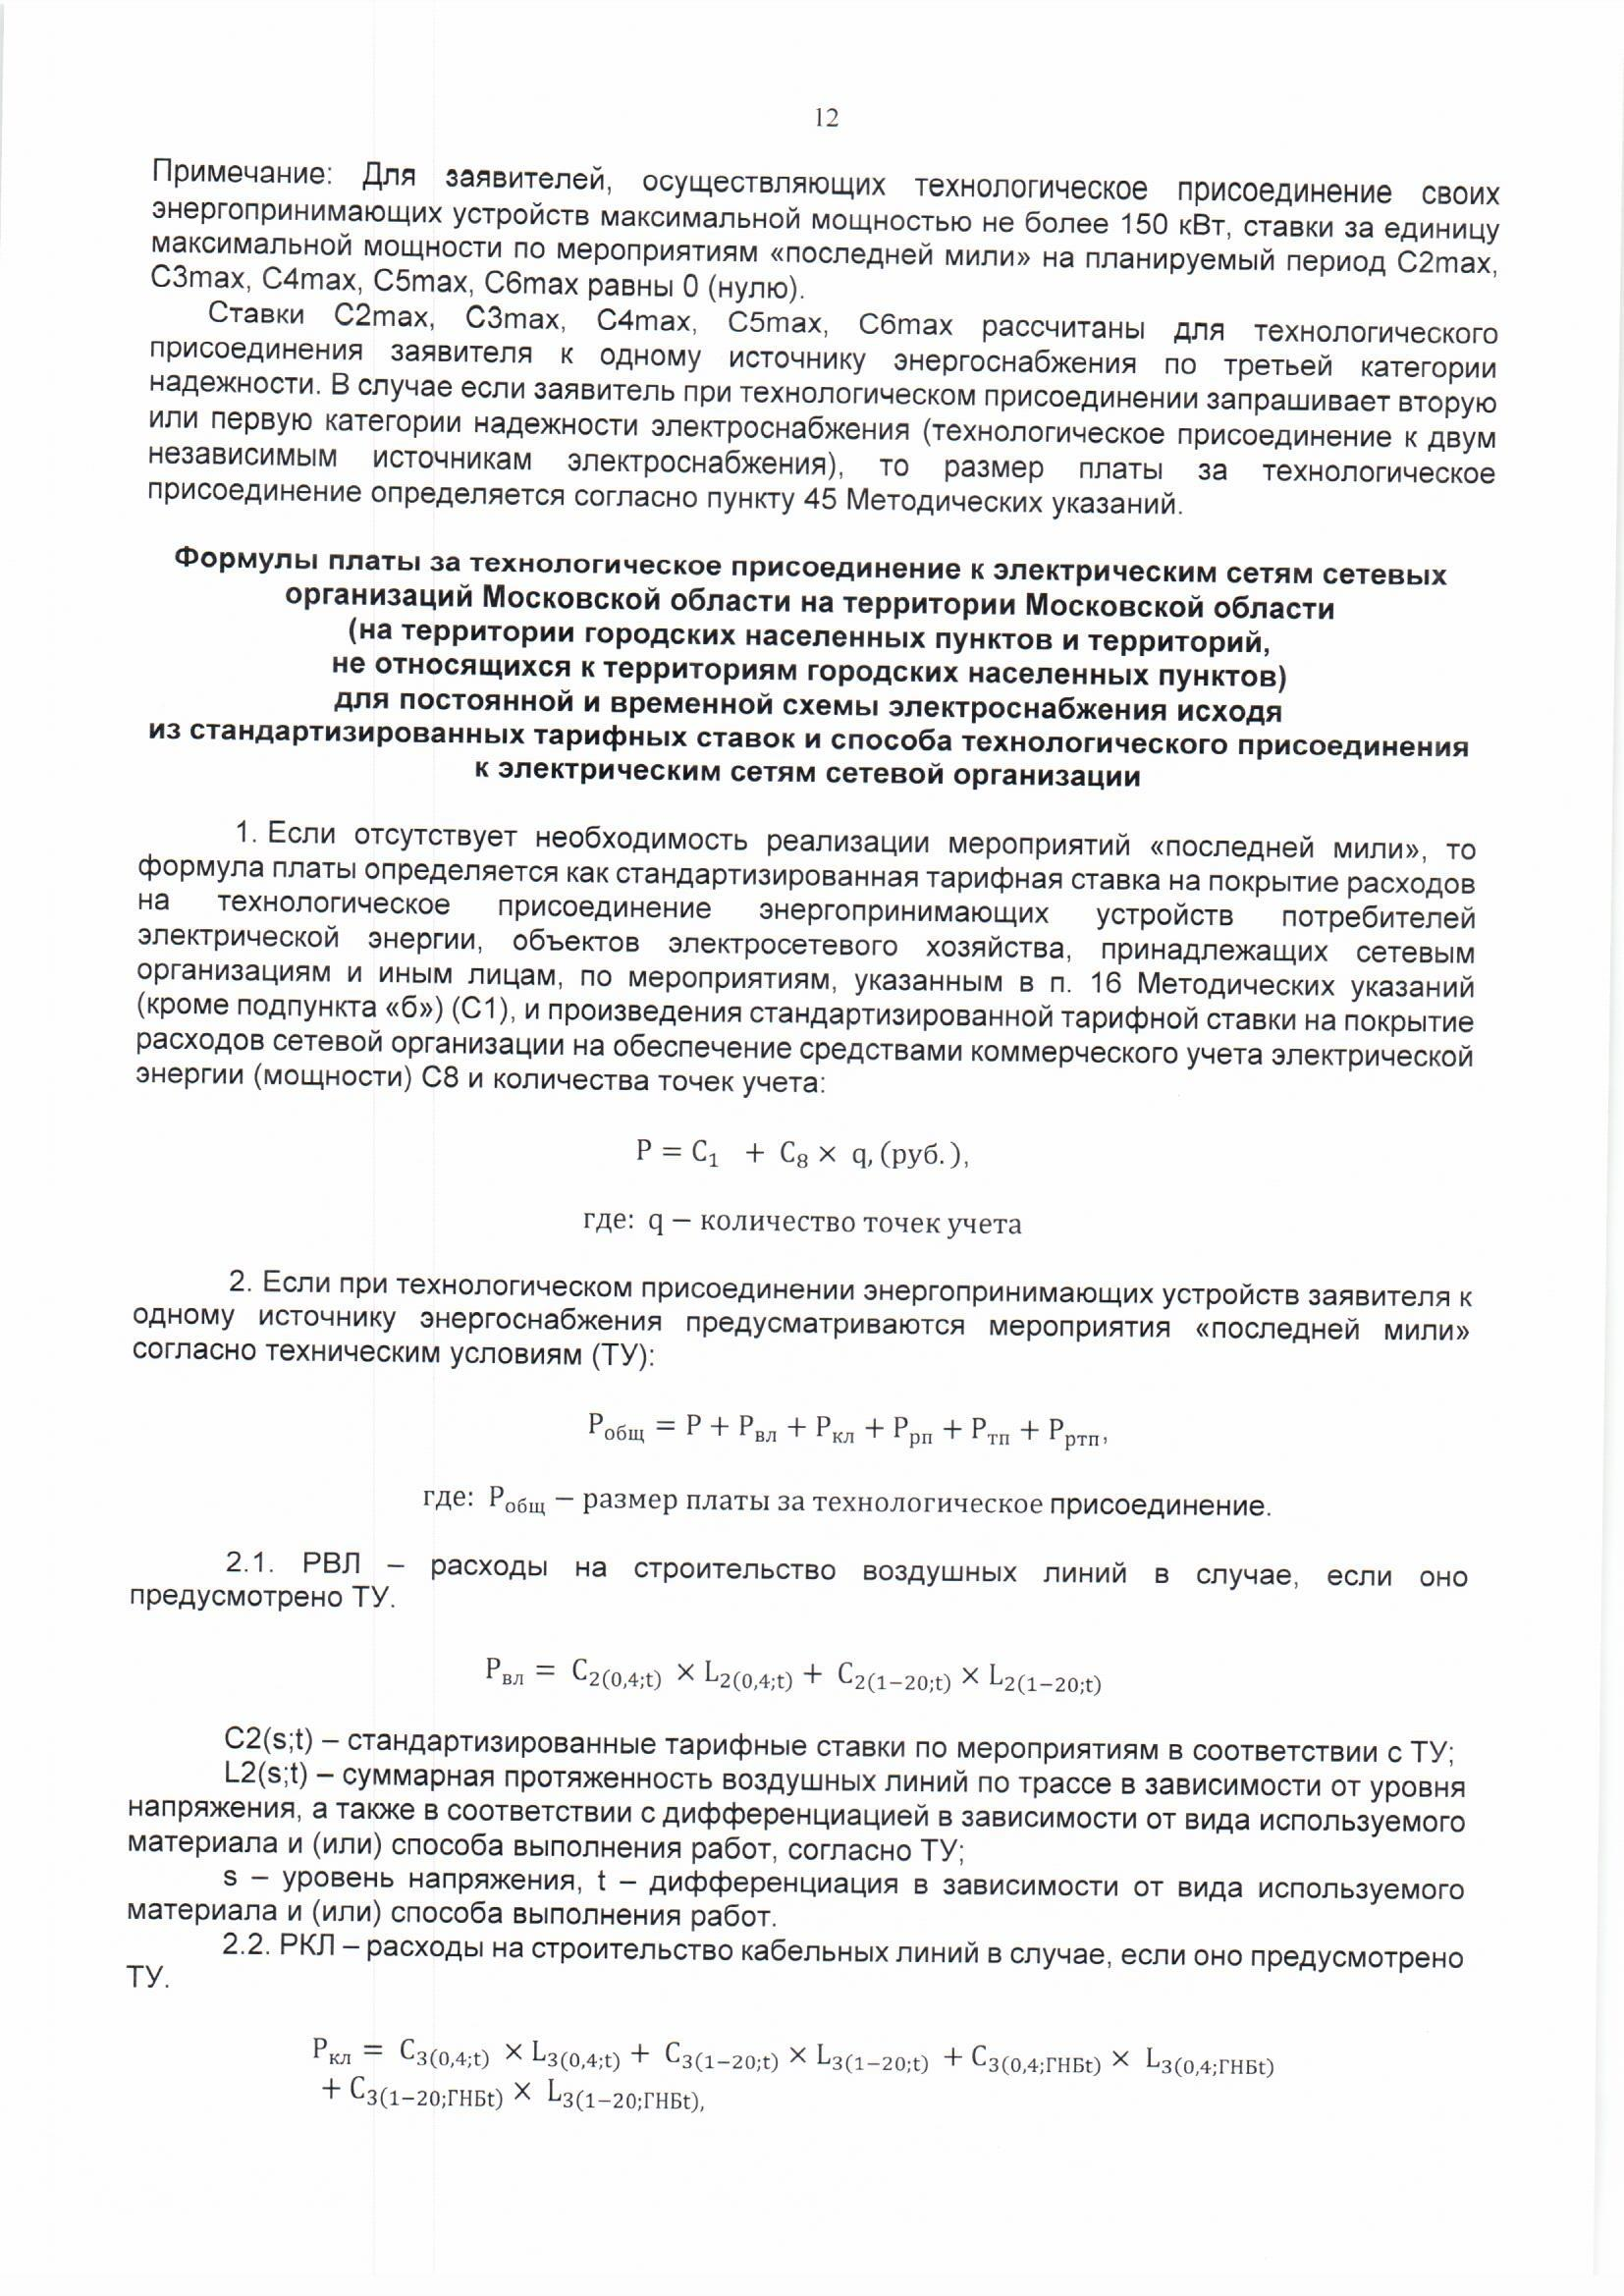 12
Примечание: Для заявителей, осуществляющих технологическое присоединение своих
энергопринимающих устройств максимальной мощностью не более 150 кВт, ставки за единицу
максимальной мощности по мероприятиям «последней мили» на планируемый период C2max,
C3max, C4max, C5max, C6max равны 0 (нулю).
Ставки C2max, C3max, C4max, C5max, C6max рассчитаны для технологического
присоединения заявителя к одному источнику энергоснабжения по третьей категории
надежности. В случае если заявитель при технологическом присоединении запрашивает вторую
или первую категории надежности электроснабжения (технологическое присоединение к двум
независимым источникам электроснабжения), то размер платы за технологическое
присоединение определяется согласно пункту 45 Методических указаний.
Формулы платы за технологическое присоединение к электрическим сетям сетевых
организаций Московской области на территории Московской области
(на территории городских населенных пунктов и территорий,
не относящихся к территориям городских населенных пунктов)
для постоянной и временной схемы электроснабжения исходя
из стандартизированных тарифных ставок и способа технологического присоединения
к электрическим сетям сетевой организации
1. Если отсутствует необходимость реализации мероприятий «последней мили», то
формула платы определяется как стандартизированная тарифная ставка на покрытие расходов
на технологическое присоединение энергопринимающих устройств потребителей
электрической энергии, объектов электросетевого хозяйства, принадлежащих сетевым
организациям и иным лицам, по мероприятиям, указанным в п. 16 Методических указаний
(кроме подпункта «б») (С1), и произведения стандартизированной тарифной ставки на покрытие
расходов сетевой организации на обеспечение средствами коммерческого учета электрической
энергии (мощности) С8 и количества точек учета:
P = C₁ + C₈ × q, (руб.),
где: q – количество точек учета
2. Если при технологическом присоединении энергопринимающих устройств заявителя к
одному источнику энергоснабжения предусматриваются мероприятия «последней мили»
согласно техническим условиям (ТУ):
Pобщ = P + Pвл + Pкл + Pрп + Pтп + Pртп,
где: Pобщ – размер платы за технологическое присоединение.
2.1. РВЛ – расходы на строительство воздушных линий в случае, если оно
предусмотрено ТУ.
Pвл = C2(0,4;t) × L2(0,4;t) + C2(1−20;t) × L2(1−20;t)
C2(s;t) – стандартизированные тарифные ставки по мероприятиям в соответствии с ТУ;
L2(s;t) – суммарная протяженность воздушных линий по трассе в зависимости от уровня
напряжения, а также в соответствии с дифференциацией в зависимости от вида используемого
материала и (или) способа выполнения работ, согласно ТУ;
s – уровень напряжения, t – дифференциация в зависимости от вида используемого
материала и (или) способа выполнения работ.
2.2. РКЛ – расходы на строительство кабельных линий в случае, если оно предусмотрено
ТУ.
Pкл = C3(0,4;t) × L3(0,4;t) + C3(1−20;t) × L3(1−20;t) + C3(0,4;ГНБt) × L3(0,4;ГНБt)
+ C3(1−20;ГНБt) × L3(1−20;ГНБt),